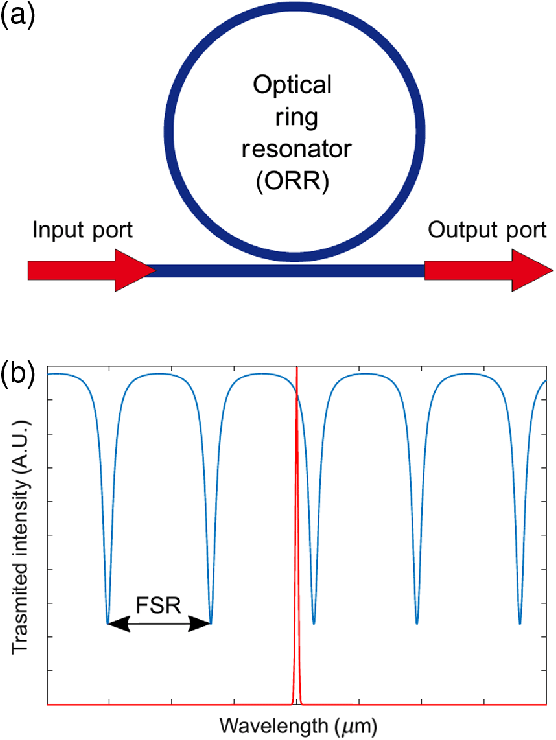 (a)
Optical
ring
resonator
(ORR)
Input port
Output port
(b)
Trasmited intensity (A.U.)
FSR
Wavelength (μm)